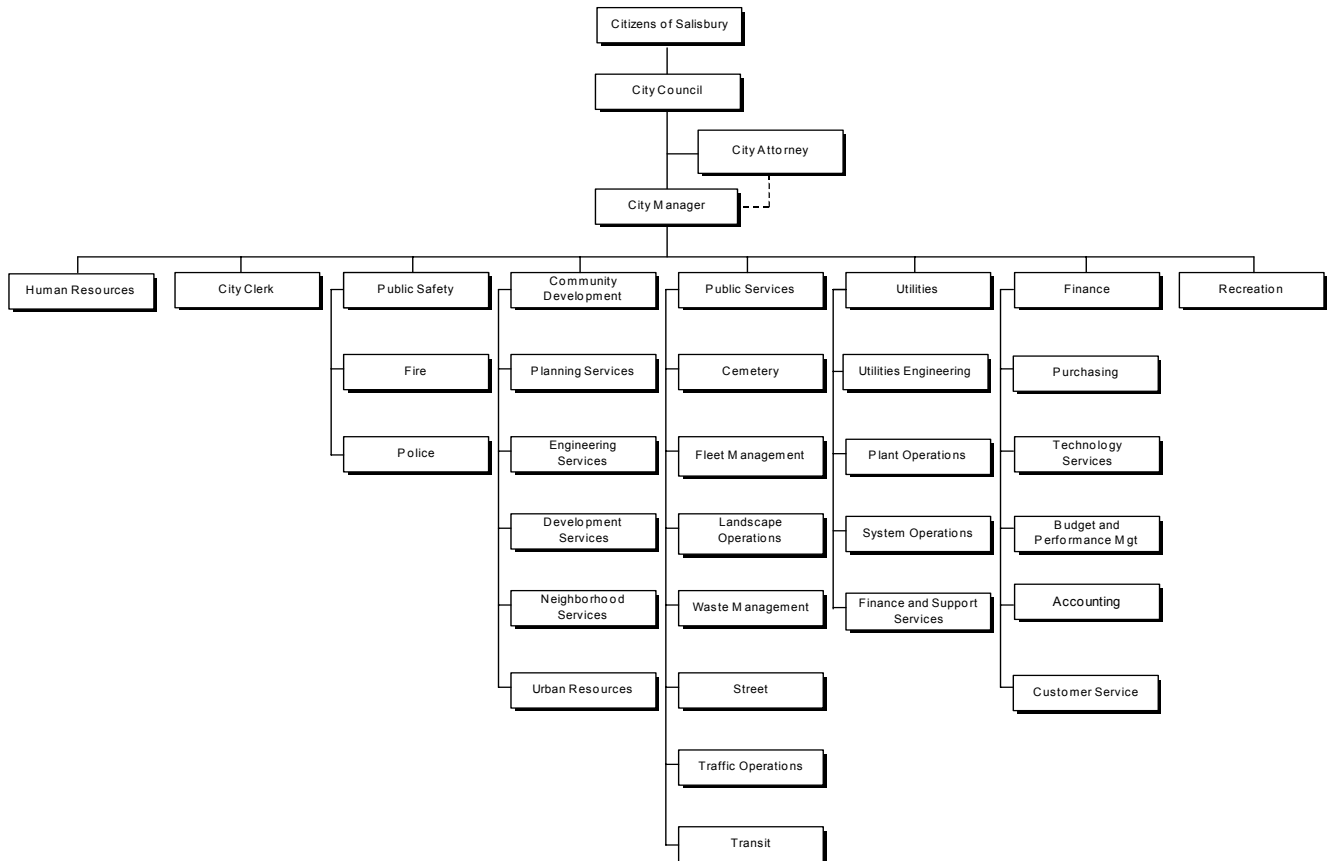 Citizens of Salisbury
City Council
City Attorney
City Manager
Human Resources
City Clerk
Public Safety
Community
Development
Public Services
Utilities
Finance
Recreation
Fire
Planning Services
Cemetery
Utilities Engineering
Purchasing
Police
Engineering
Services
Fleet Management
Plant Operations
Technology
Services
Development
Services
Landscape
Operations
System Operations
Budget and
Performance Mgt
Neighborhood
Services
Waste Management
Finance and Support
Services
Accounting
Urban Resources
Street
Customer Service
Traffic Operations
Transit